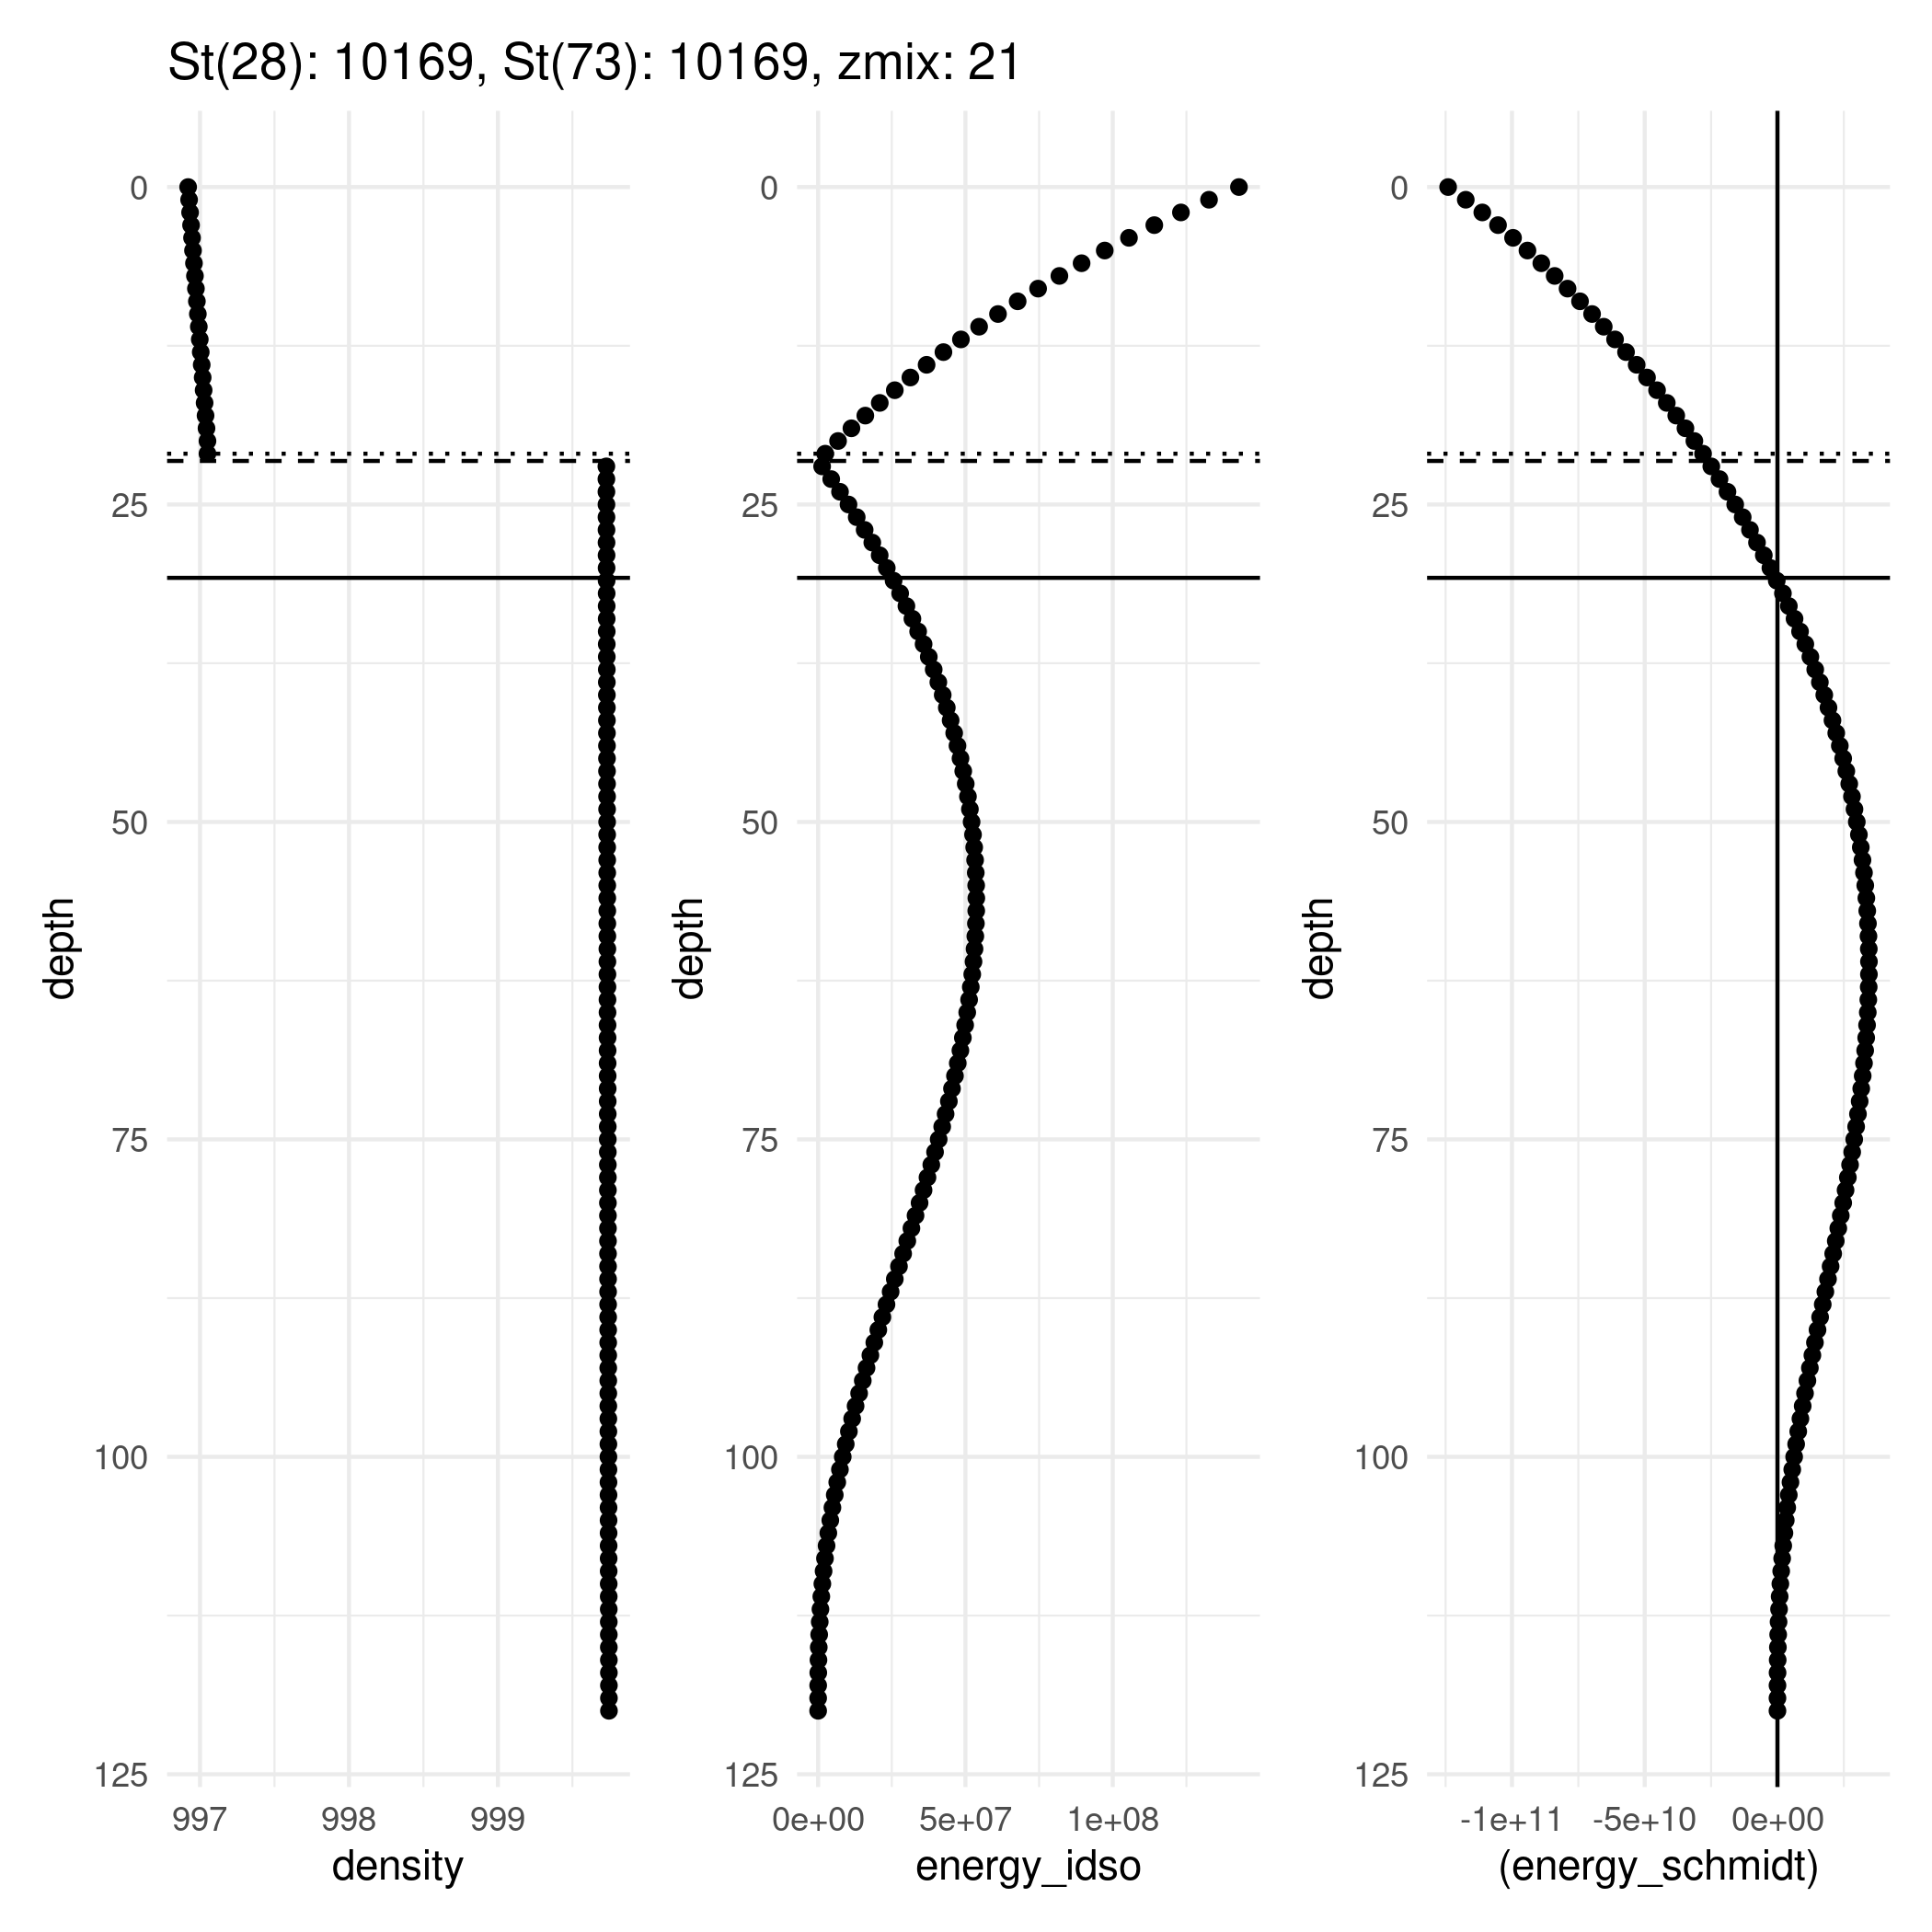 St(28): 10169, St(73): 10169, zmix: 21
0
25
50
75
100
125
depth
997 998 999
density
0
25
50
75
100
125
depth
0e+00 5e+07 1e+08
energy_idso
0
25
50
75
100
125
depth
-1e+11 -5e+10 0e+00
(energy_schmidt)